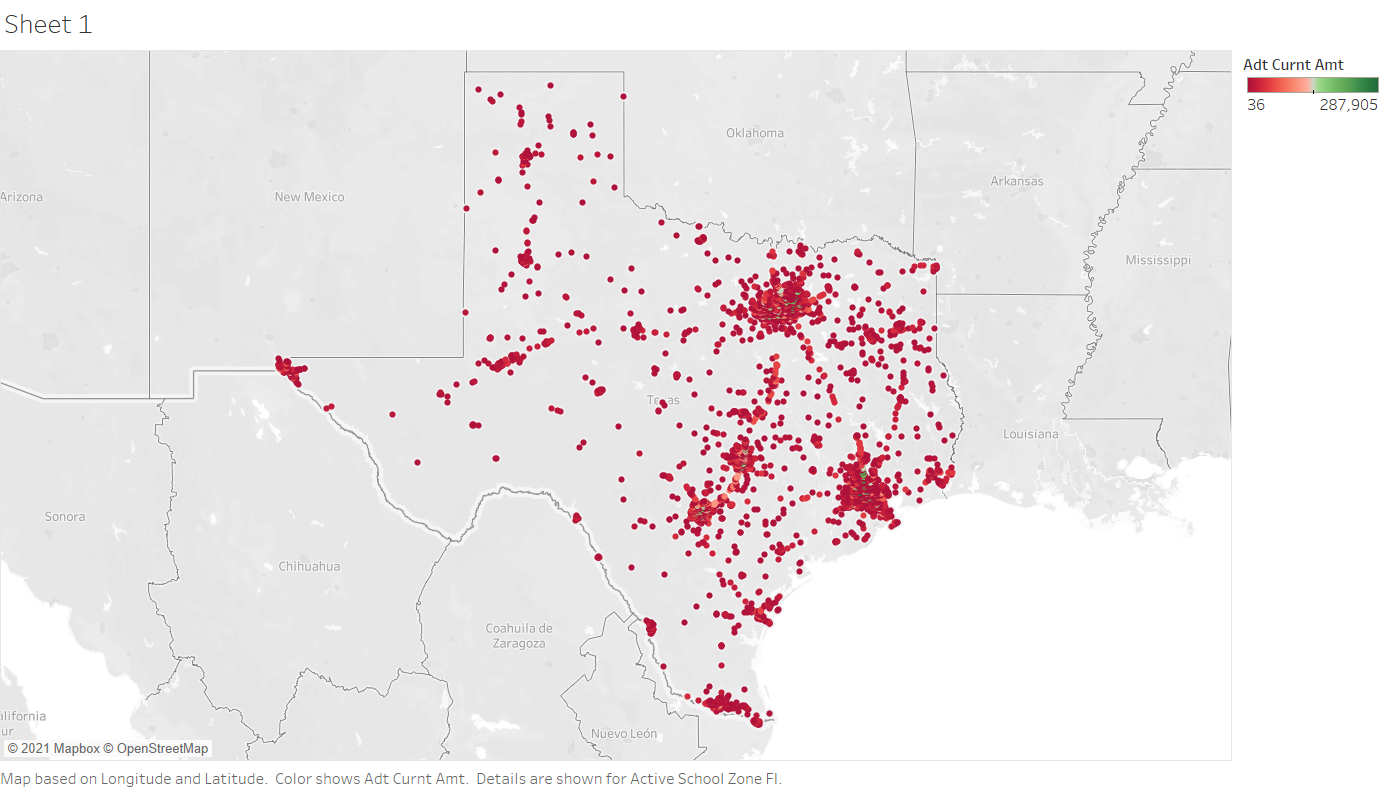 Sheet 1
Adt Curnt Amt
36 287,905
Oklahoma
Arkansas
Arizona
New Mexico
Mississippi
Texas
Louisiana
Sonora
Chihuahua
Coahuila de
Zaragoza
alifornia
ur
Nuevo León
© 2021 Mapbox © OpenStreetMap
Map based on Longitude and Latitude. Color shows Adt Curnt Amt. Details are shown for Active School Zone Fl.